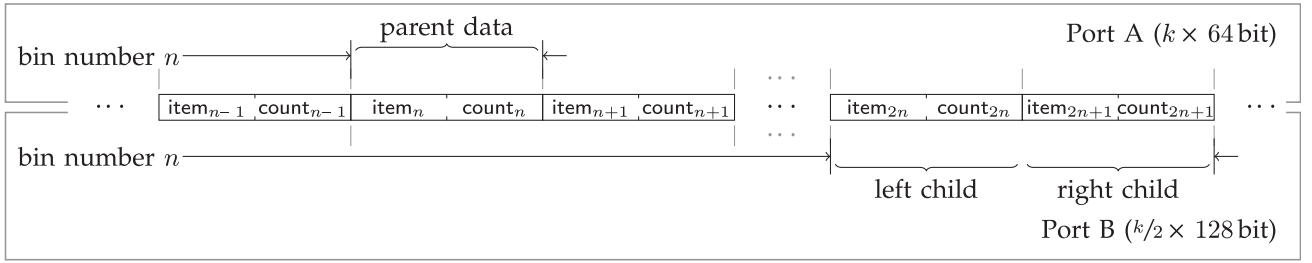 parent data
Port A (k × 64 bit)
bin number n
··· item_{n−1} count_{n−1} item_n count_n item_{n+1} count_{n+1} ··· item_{2n} count_{2n} item_{2n+1} count_{2n+1} ···
bin number n
left child right child
Port B (k/2 × 128 bit)